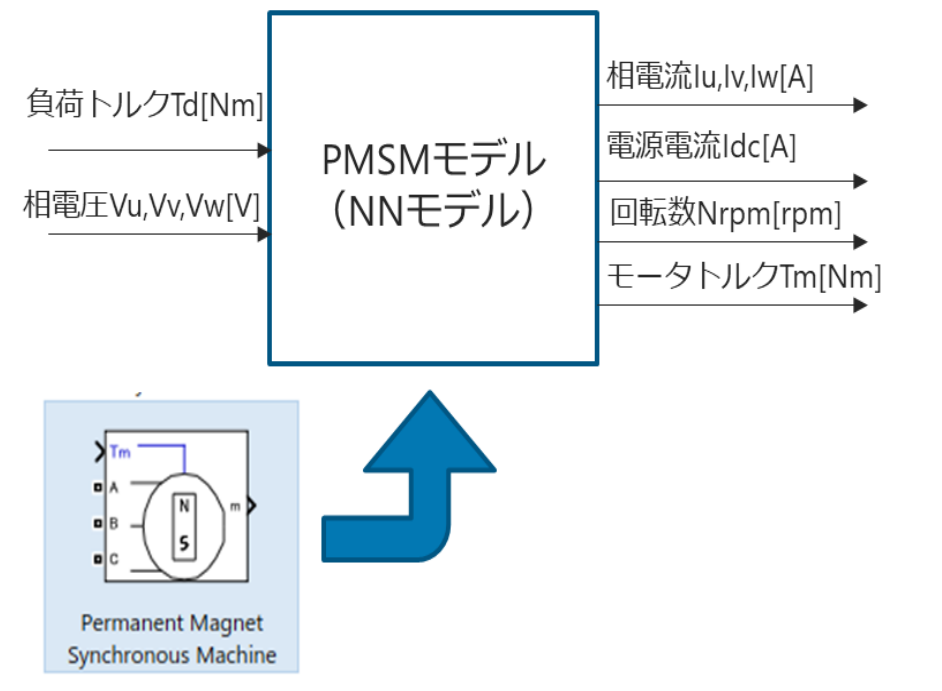 相電流Iu,Iv,Iw[A]
負荷トルクTd[Nm]
電源電流Idc[A]
PMSMモデル
（NNモデル）
相電圧Vu,Vv,Vw[V]
回転数Nrpm[rpm]
モータトルクTm[Nm]
Tm
A
N
m
B
S
C
Permanent Magnet
Synchronous Machine